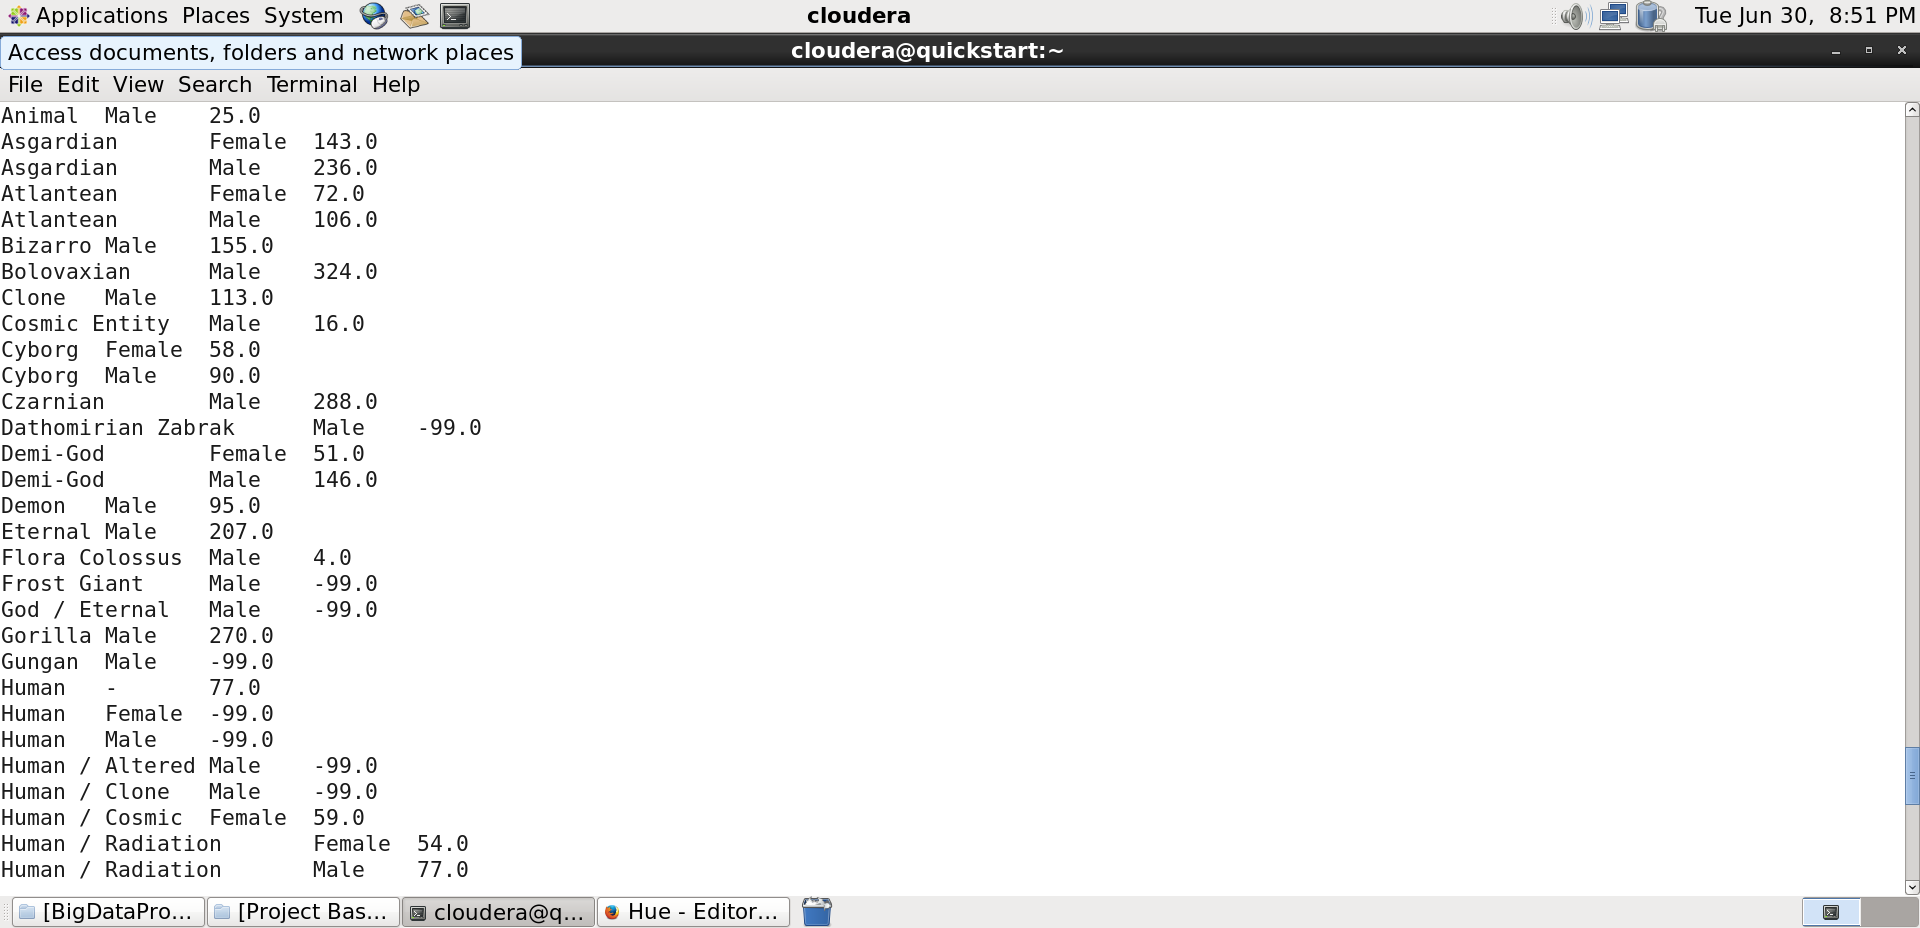 Applications Places System cloudera Tue Jun 30, 8:51 PM
Access documents, folders and network places cloudera@quickstart:~
File Edit View Search Terminal Help
Animal Male 25.0
Asgardian Female 143.0
Asgardian Male 236.0
Atlantean Female 72.0
Atlantean Male 106.0
Bizarro Male 155.0
Bolovaxian Male 324.0
Clone Male 113.0
Cosmic Entity Male 16.0
Cyborg Female 58.0
Cyborg Male 90.0
Czarnian Male 288.0
Dathomirian Zabrak Male -99.0
Demi-God Female 51.0
Demi-God Male 146.0
Demon Male 95.0
Eternal Male 207.0
Flora Colossus Male 4.0
Frost Giant Male -99.0
God / Eternal Male -99.0
Gorilla Male 270.0
Gungan Male -99.0
Human - 77.0
Human Female -99.0
Human Male -99.0
Human / Altered Male -99.0
Human / Clone Male -99.0
Human / Cosmic Female 59.0
Human / Radiation Female 54.0
Human / Radiation Male 77.0
[BigDataPro... [Project Bas... cloudera@q... Hue - Editor...